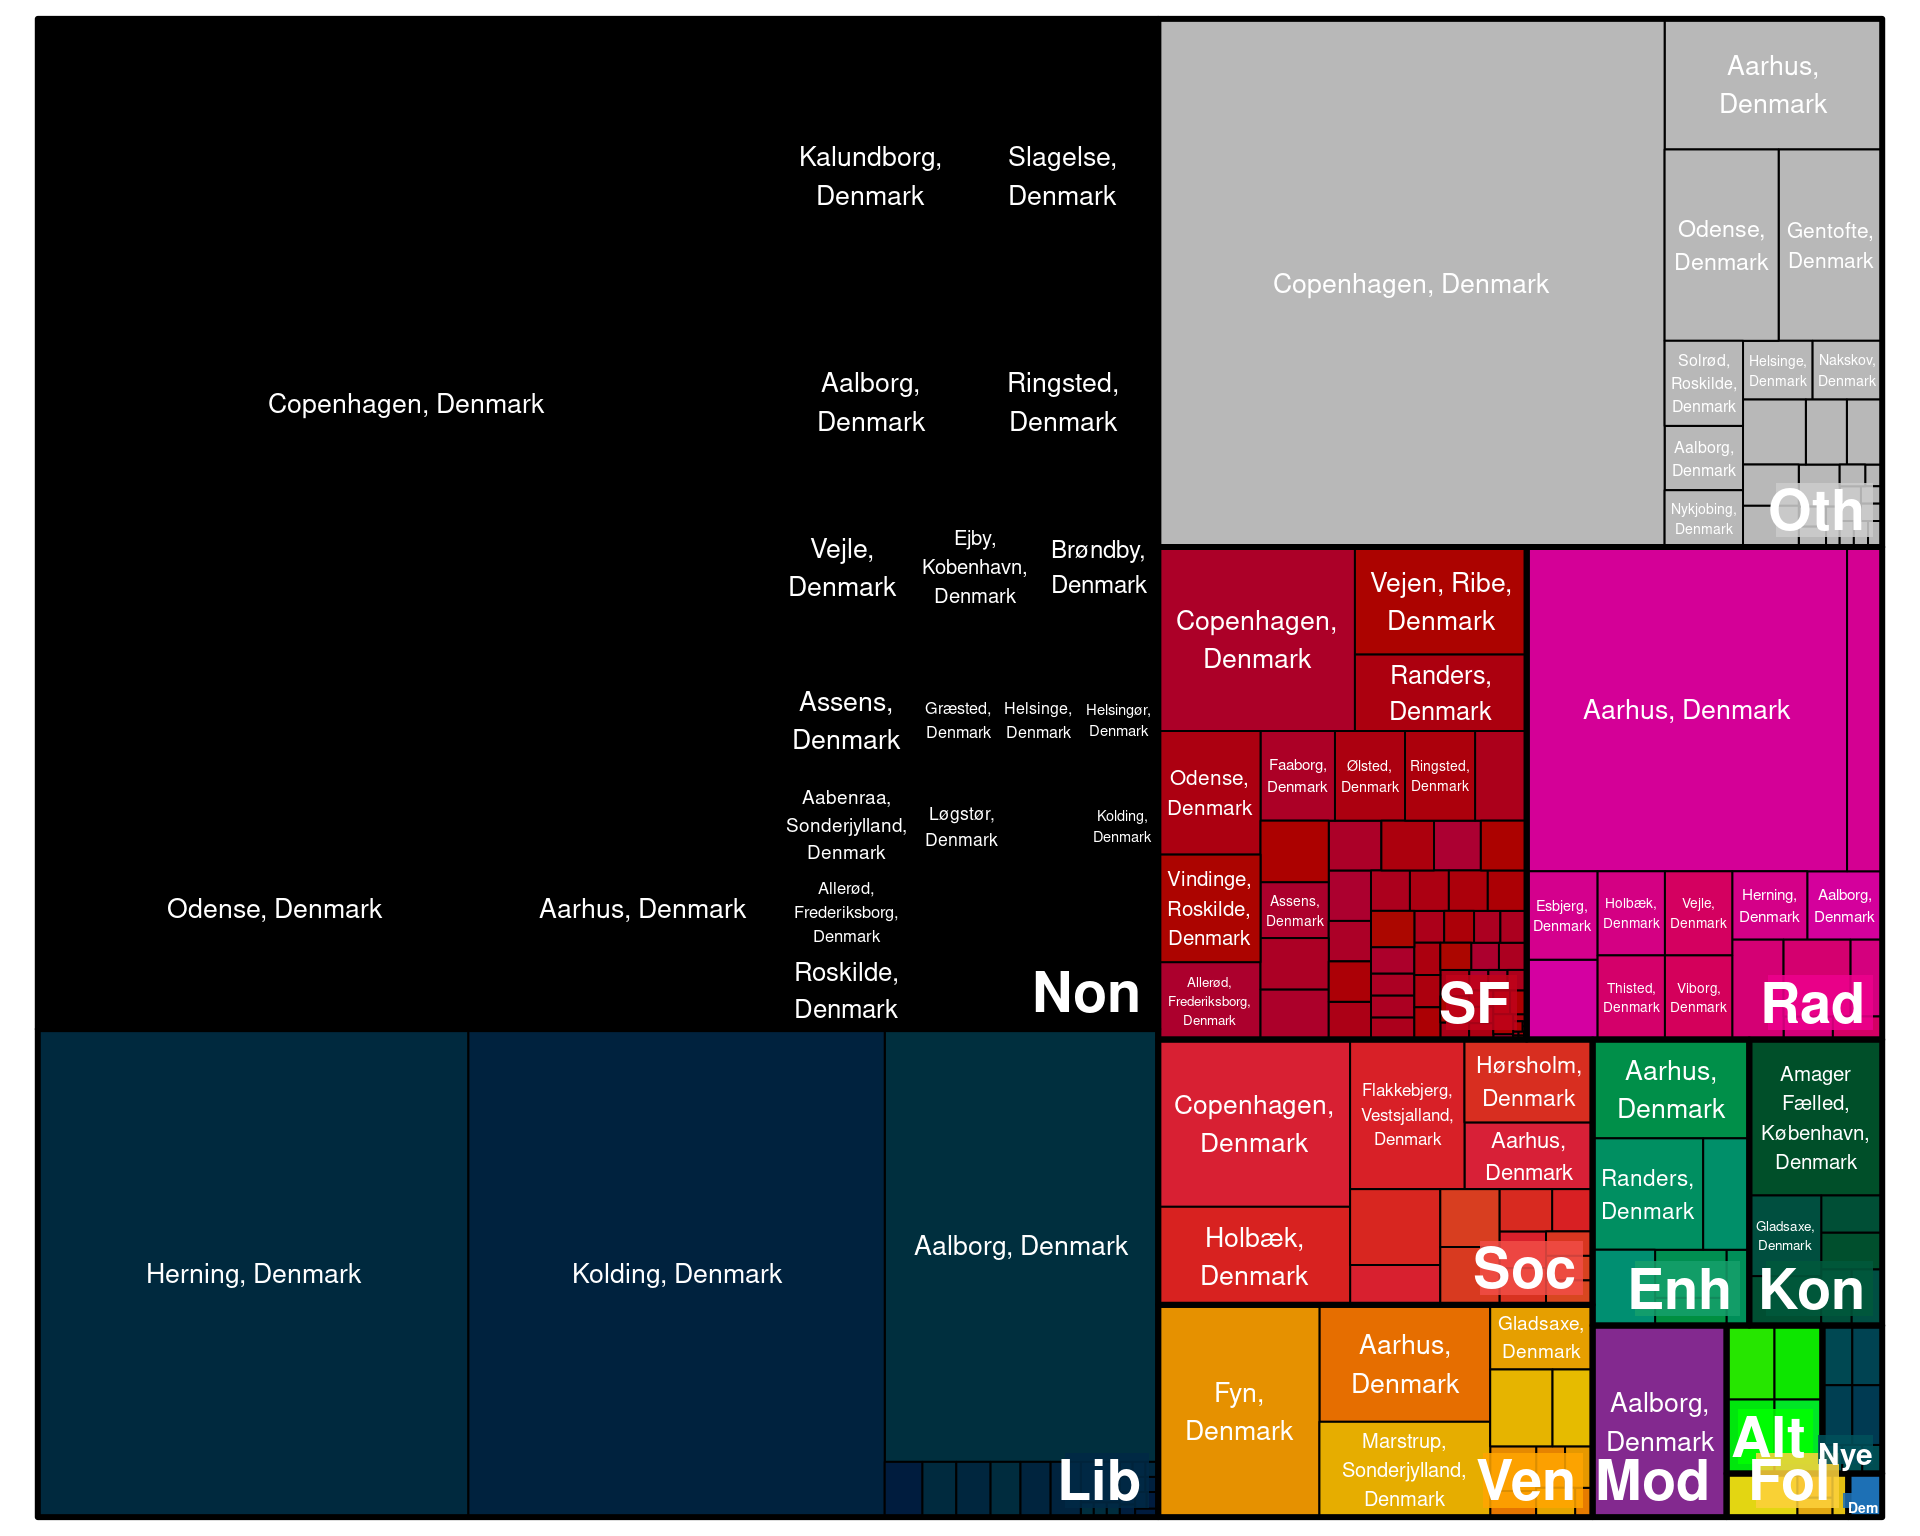 Copenhagen, Denmark
Kalundborg,
Denmark
Slagelse,
Denmark
Aalborg,
Denmark
Ringsted,
Denmark
Vejle,
Denmark
Ejby,
Kobenhavn,
Denmark
Brøndby,
Denmark
Assens,
Denmark
Græsted,
Denmark
Helsinge,
Denmark
Helsingør,
Denmark
Aabenraa,
Sonderjylland,
Denmark
Løgstør,
Denmark
Kolding,
Denmark
Allerød,
Frederiksborg,
Denmark
Roskilde,
Denmark
Odense, Denmark
Aarhus, Denmark
Non
Herning, Denmark
Kolding, Denmark
Aalborg, Denmark
Lib
Copenhagen, Denmark
Aarhus,
Denmark
Odense,
Denmark
Gentofte,
Denmark
Solrød,
Roskilde,
Denmark
Helsinge,
Denmark
Nakskov,
Denmark
Aalborg,
Denmark
Nykjobing,
Denmark
Oth
Copenhagen,
Denmark
Vejen, Ribe,
Denmark
Randers,
Denmark
Odense,
Denmark
Faaborg,
Denmark
Ølsted,
Denmark
Ringsted,
Denmark
Vindinge,
Roskilde,
Denmark
Assens,
Denmark
Allerød,
Frederiksborg,
Denmark
SF
Aarhus, Denmark
Esbjerg,
Denmark
Holbæk,
Denmark
Vejle,
Denmark
Herning,
Denmark
Aalborg,
Denmark
Thisted,
Denmark
Viborg,
Denmark
Rad
Copenhagen,
Denmark
Flakkebjerg,
Vestsjalland,
Denmark
Hørsholm,
Denmark
Aarhus,
Denmark
Holbæk,
Denmark
Soc
Aarhus,
Denmark
Randers,
Denmark
Enh
Amager
Fælled,
København,
Denmark
Gladsaxe,
Denmark
Kon
Fyn,
Denmark
Aarhus,
Denmark
Gladsaxe,
Denmark
Marstrup,
Sonderjylland,
Denmark
Ven
Aalborg,
Denmark
Mod
Alt
Nye
Fol
Dem